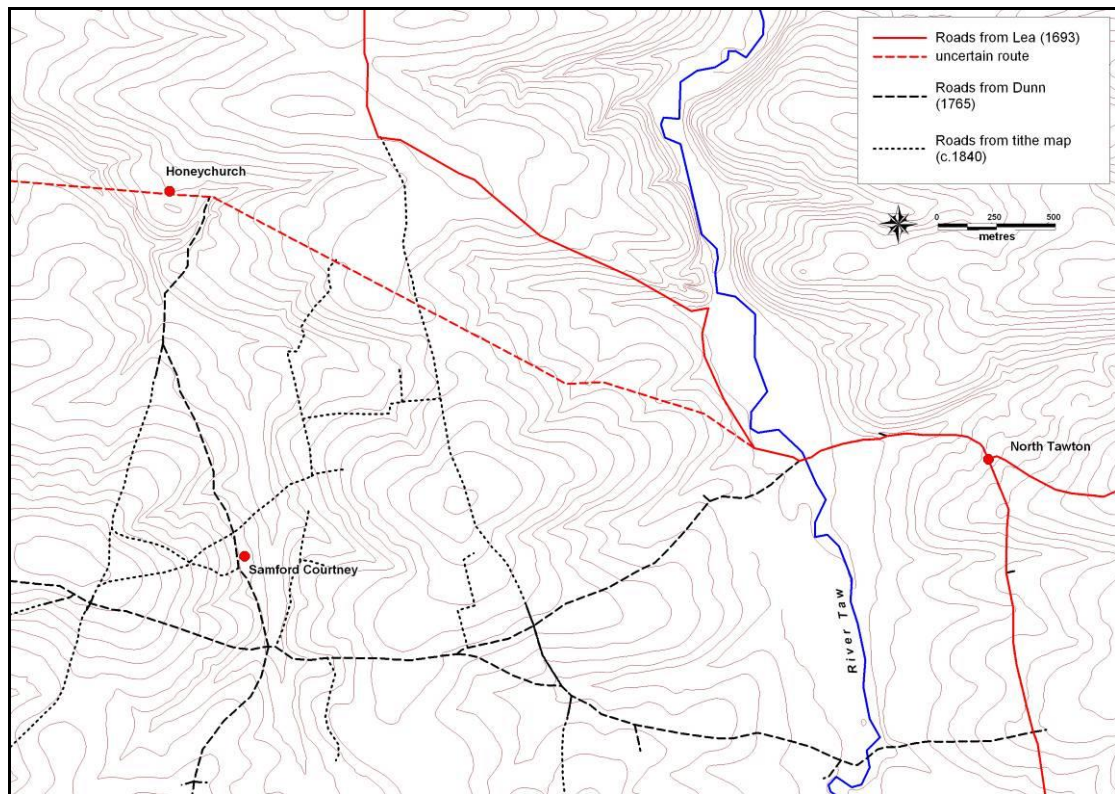 Roads from Lea (1693)
uncertain route
Roads from Dunn
(1765)
Roads from tithe map
(c.1840)
Honeychurch
0 250 500
metres
North Tawton
Samford Courtney
River Taw